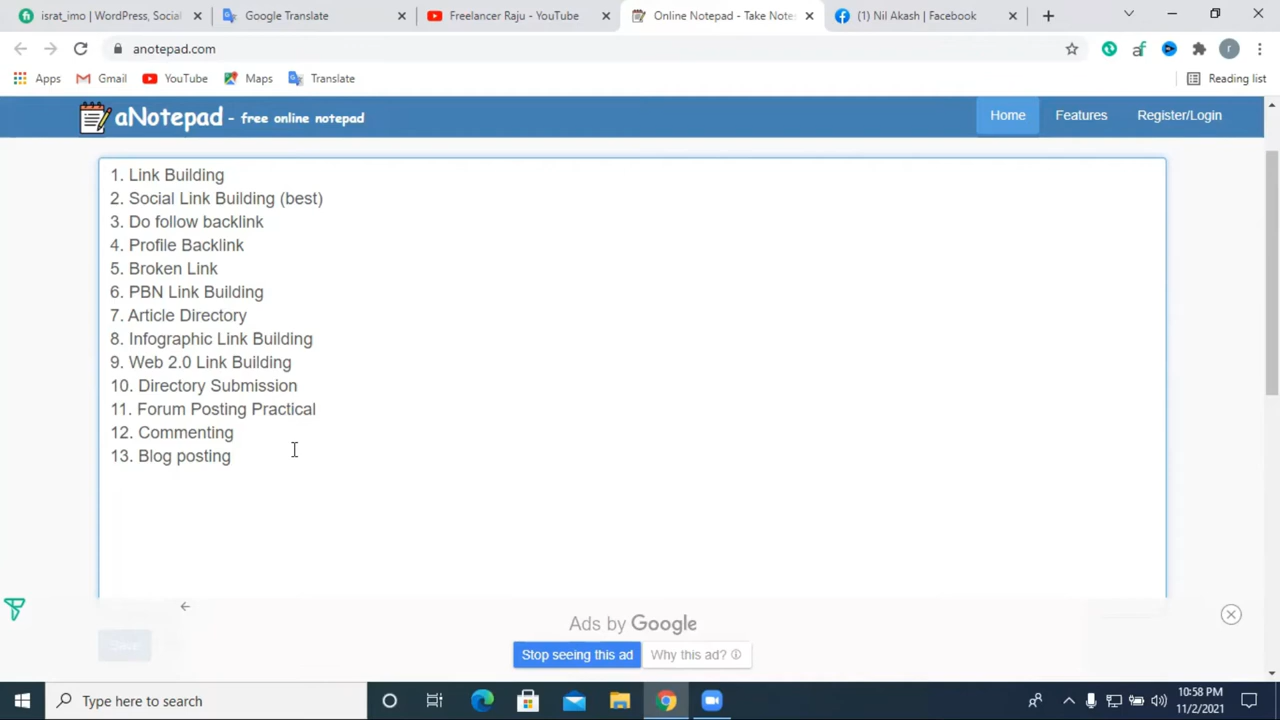 israt_imo | WordPress, Social
Google Translate
Freelancer Raju - YouTube
Online Notepad - Take Notes
(1) Nil Akash | Facebook
anotepad.com
r
Apps
Gmail
YouTube
Maps
Translate
Reading list
aNotepad - free online notepad
Home
Features
Register/Login
1. Link Building
2. Social Link Building (best)
3. Do follow backlink
4. Profile Backlink
5. Broken Link
6. PBN Link Building
7. Article Directory
8. Infographic Link Building
9. Web 2.0 Link Building
10. Directory Submission
11. Forum Posting Practical
12. Commenting
13. Blog posting
Ads by Google
Save
Stop seeing this ad
Why this ad?
Type here to search
10:58 PM
11/2/2021